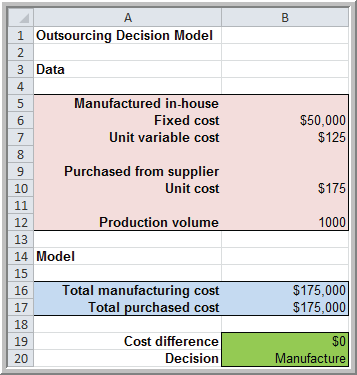 A B
1 Outsourcing Decision Model
2
3 Data
4
5 Manufactured in-house
6 Fixed cost $50,000
7 Unit variable cost $125
8
9 Purchased from supplier
10 Unit cost $175
11
12 Production volume 1000
13
14 Model
15
16 Total manufacturing cost $175,000
17 Total purchased cost $175,000
18
19 Cost difference $0
20 Decision Manufacture